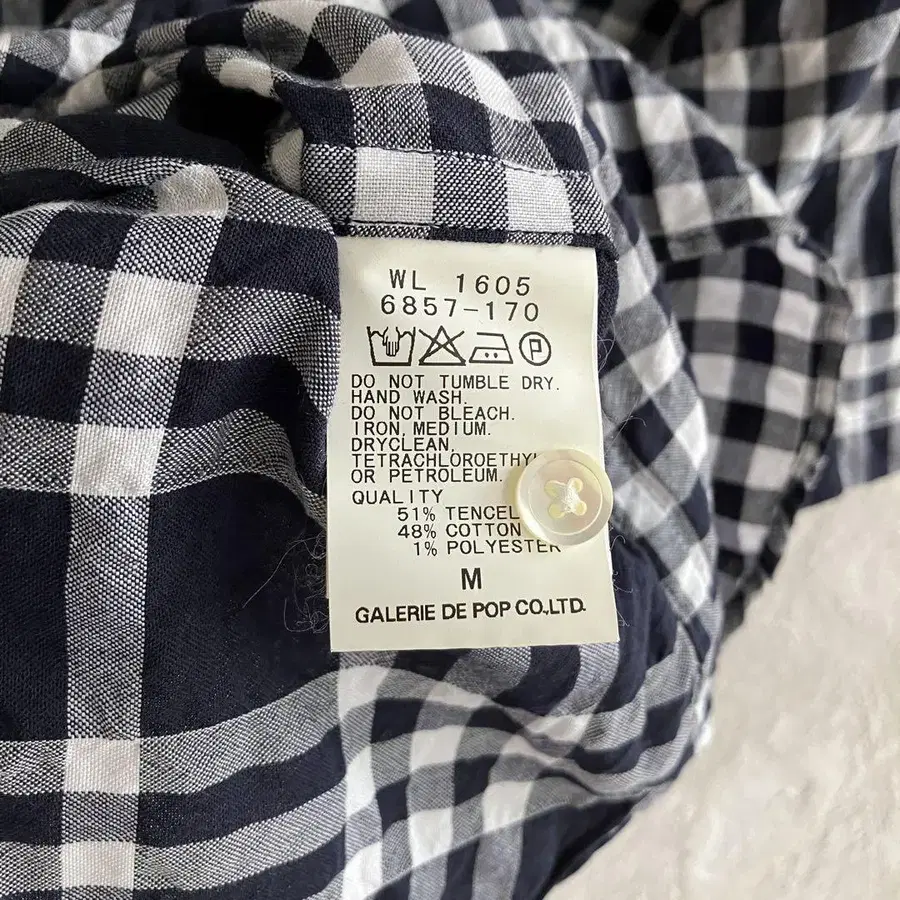 WL 1605
6857-170
P
DO NOT TUMBLE DRY.
HAND WASH.
DO NOT BLEACH.
IRON, MEDIUM.
DRYCLEAN,
OR PETROLEUM.
QUALITY
51% TENCEL
48% COTTON
1% POLYESTER
M
GALERIE DE POP CO.,LTD.